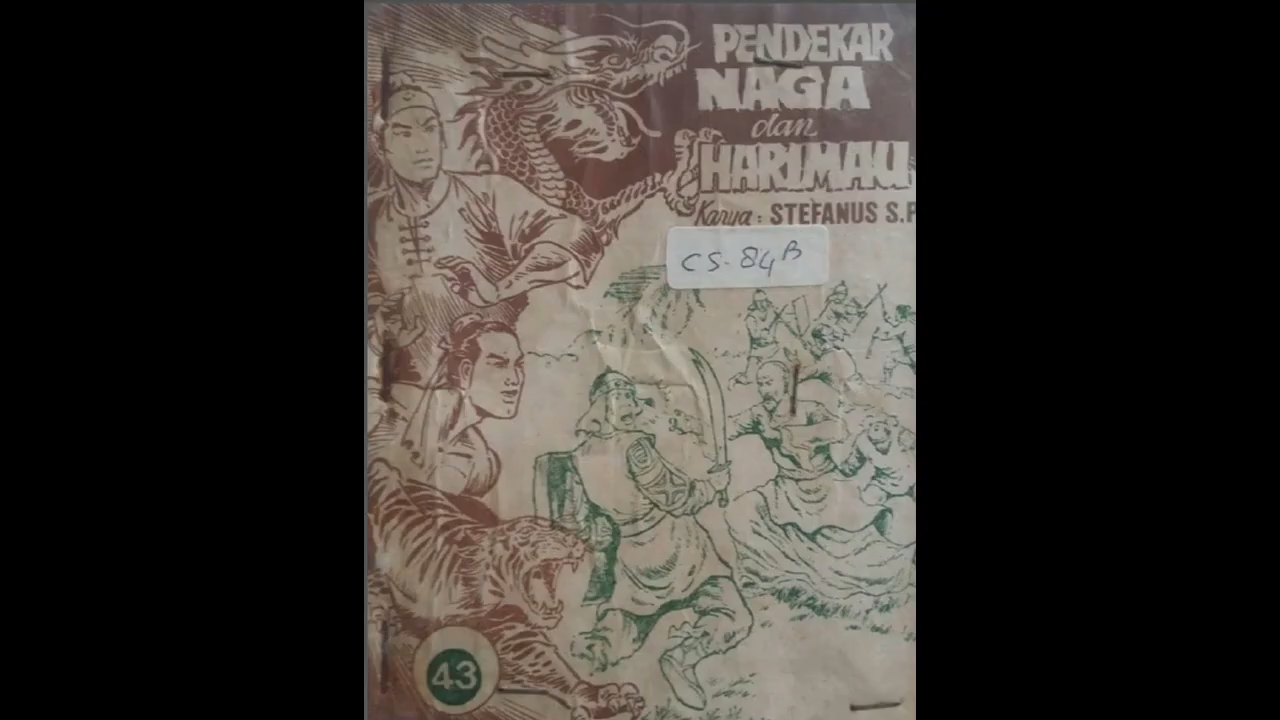 PENDEKAR
NAGA
dan
HARIMAU
Karya : STEFANUS S.P
CS-84B
43